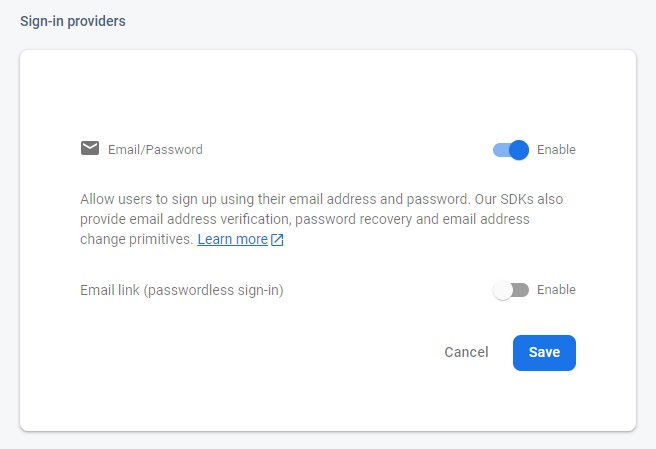 Sign-in providers
Email/Password
Enable
Allow users to sign up using their email address and password. Our SDKs also
provide email address verification, password recovery and email address
change primitives. Learn more
Email link (passwordless sign-in)
Enable
Cancel
Save